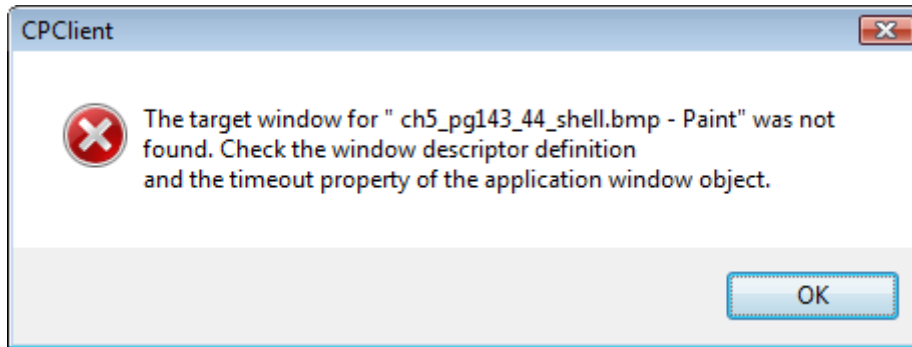 CPClient
The target window for " ch5_pg143_44_shell.bmp - Paint" was not
found. Check the window descriptor definition
and the timeout property of the application window object.
OK